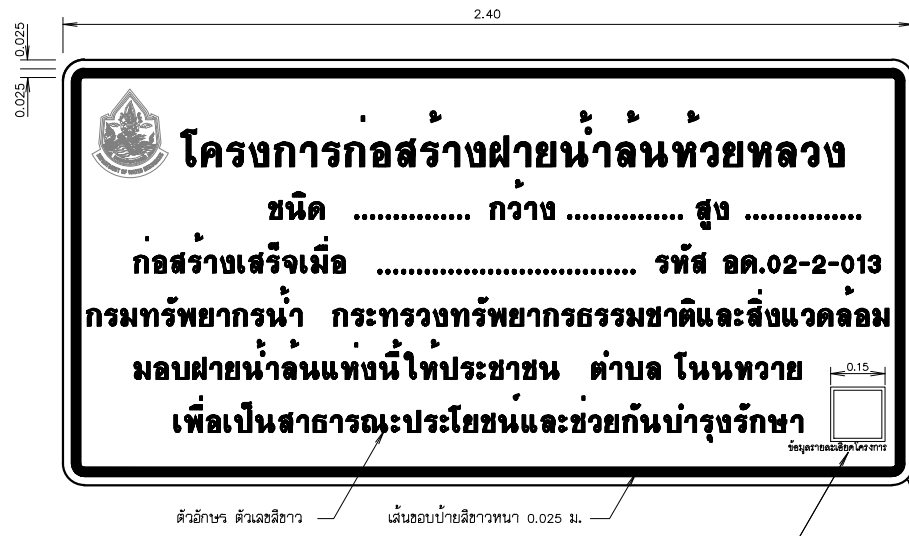 2.40
0.025
0.025
โครงการก่อสร้างฝายน้ำล้นห้วยหลวง
ชนิด ............... กว้าง ............... สูง ...............
ก่อสร้างเสร็จเมื่อ ................................. รหัส อด.02-2-013
กรมทรัพยากรน้ำ กระทรวงทรัพยากรธรรมชาติและสิ่งแวดล้อม
มอบฝายน้ำล้นแห่งนี้ให้ประชาชน ตำบล โนนหวาย
0.15
เพื่อเป็นสาธารณะประโยชน์และช่วยกันบำรุงรักษา
ข้อมูลรายละเอียดโครงการ
ตัวอักษร ตัวเลขสีขาว
เส้นขอบป้ายสีขาวหนา 0.025 ม.